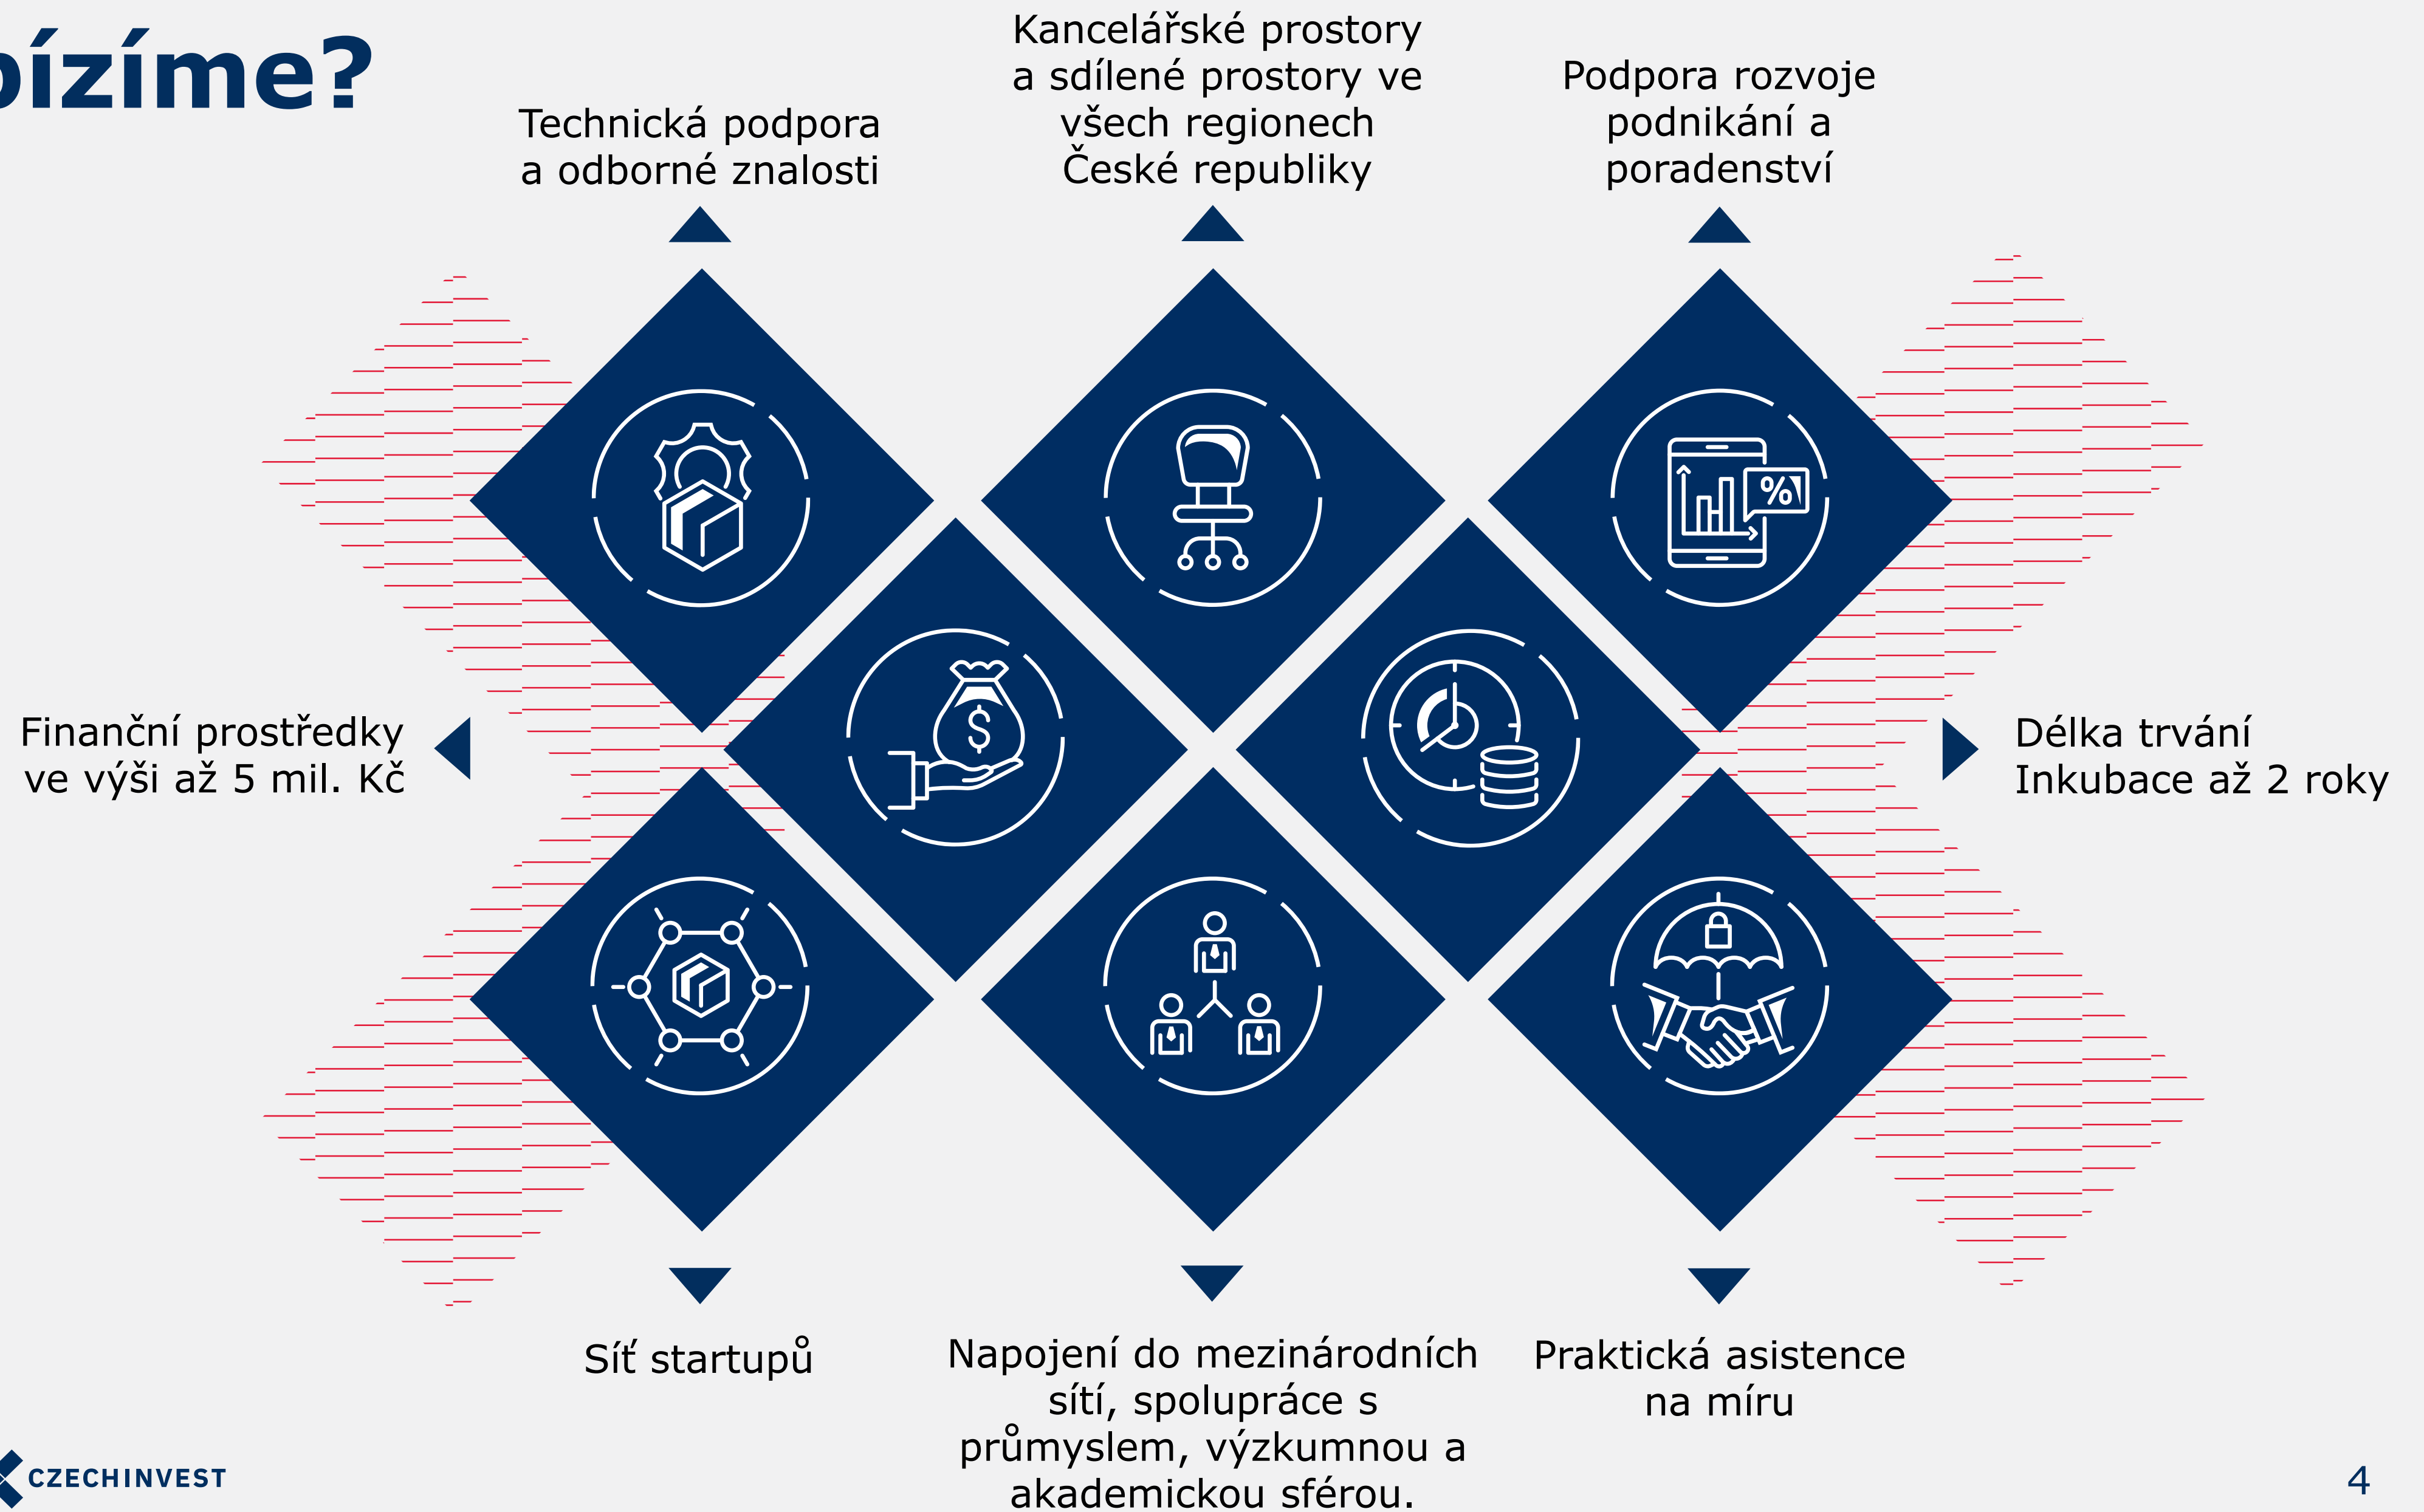 bízíme?
Technická podpora
a odborné znalosti
Kancelářské prostory
a sdílené prostory ve
všech regionech
České republiky
Podpora rozvoje
podnikání a
poradenství
%
$
Finanční prostředky
ve výši až 5 mil. Kč
Délka trvání
Inkubace až 2 roky
Síť startupů
Napojení do mezinárodních
sítí, spolupráce s
průmyslem, výzkumnou a
akademickou sférou.
Praktická asistence
na míru
CZECHINVEST
4